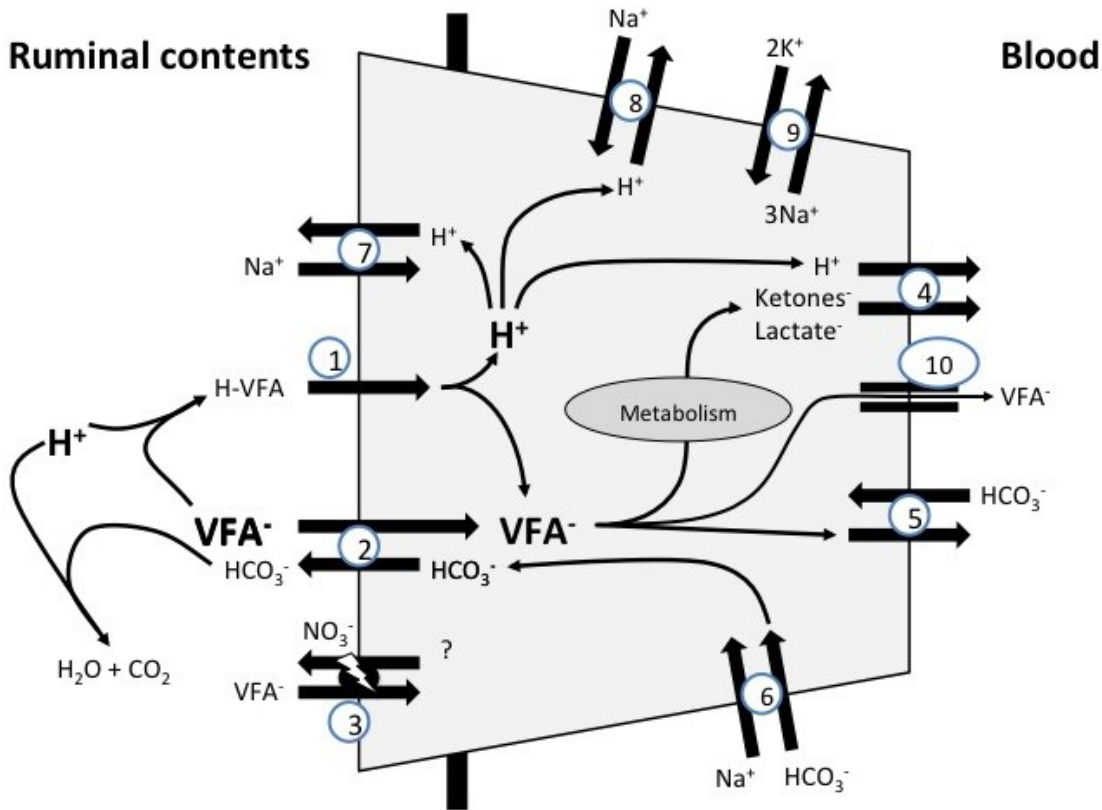 Ruminal contents
Blood
Na⁺
2K⁺
8
9
H⁺
3Na⁺
H⁺
7
Na⁺
H⁺
4
Ketones⁻
Lactate⁻
H⁺
1
H-VFA
10
VFA⁻
Metabolism
H⁺
HCO₃⁻
5
VFA⁻
VFA⁻
2
HCO₃⁻
HCO₃⁻
NO₃⁻
?
H₂O + CO₂
VFA⁻
3
6
Na⁺
HCO₃⁻